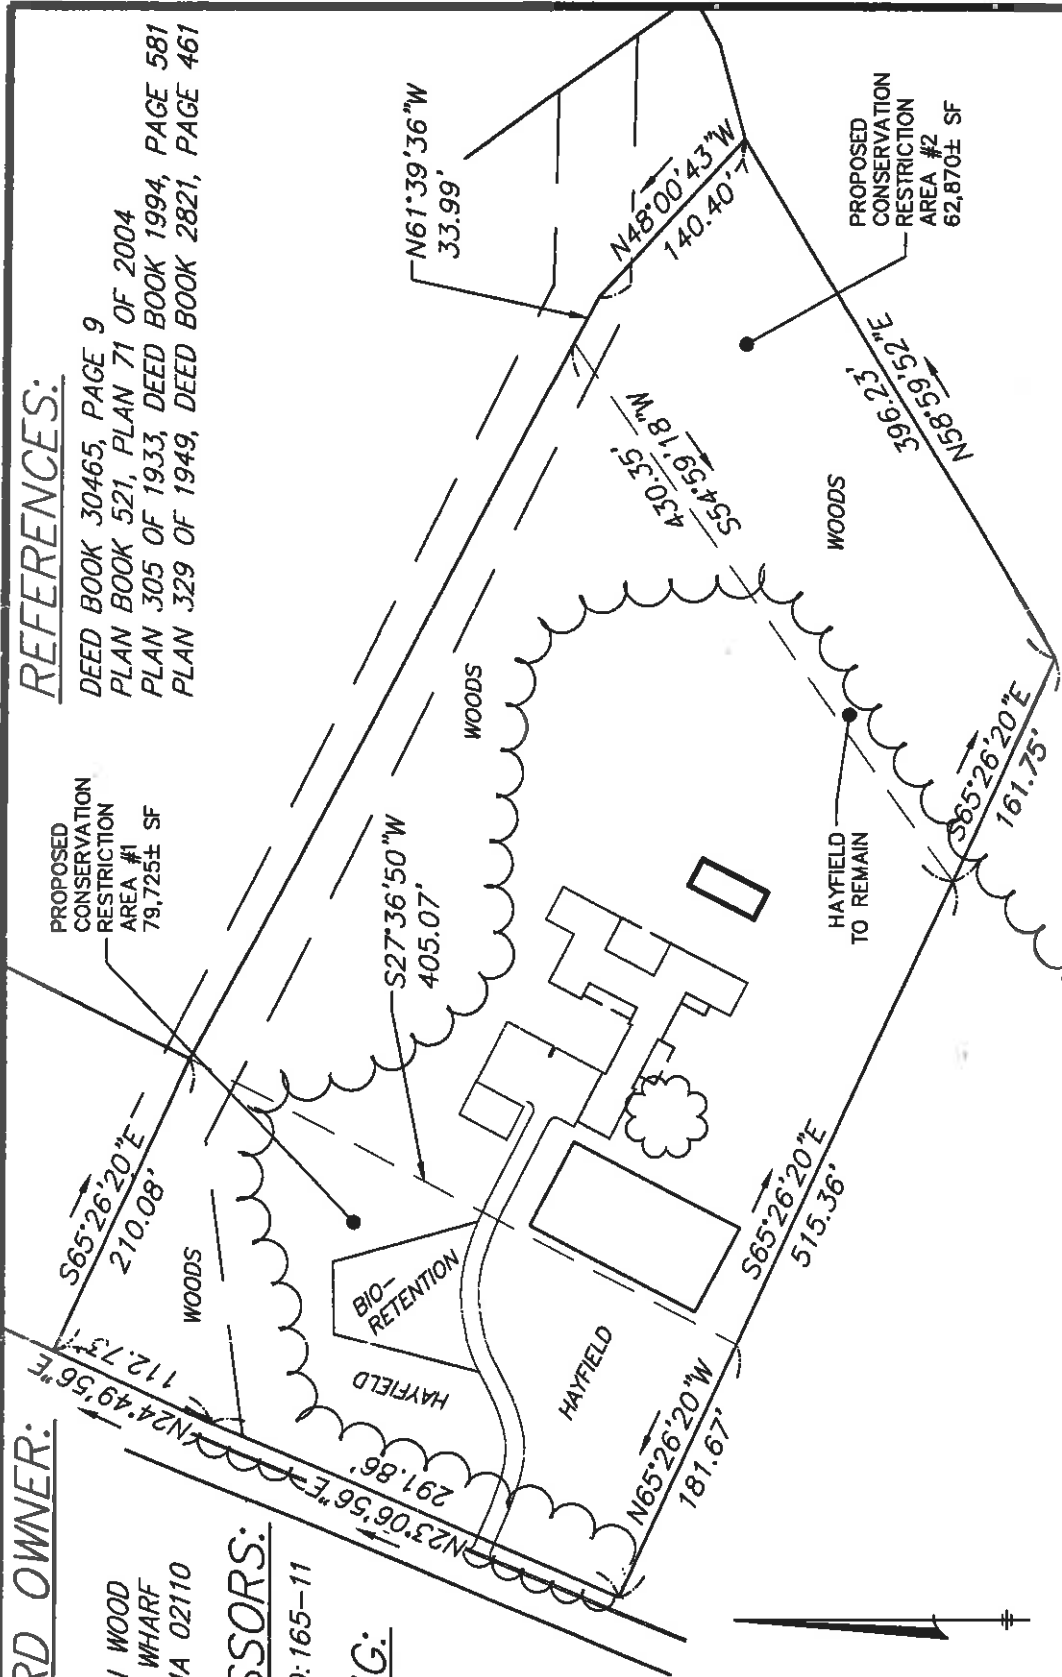 RD OWNER:
WOOD
WHARF
MA 02110
SSORS:
D: 165-11
G:
REFERENCES:
DEED BOOK 30465, PAGE 9
PLAN BOOK 521, PLAN 71 OF 2004
PLAN 305 OF 1933, DEED BOOK 1994, PAGE 581
PLAN 329 OF 1949, DEED BOOK 2821, PAGE 461
PROPOSED
CONSERVATION
RESTRICTION
AREA #1
79,725± SF
N61°39'36"W
33.99'
N48°00'43"W
140.40'
PROPOSED
CONSERVATION
RESTRICTION
AREA #2
62,870± SF
S65°26'20"E
210.08'
WOODS
N24°49'56"E
112.73'
N23°06'56"E
291.86'
BIO-
RETENTION
HAYFIELD
HAYFIELD
S27°36'50"W
405.07'
WOODS
430.35'
S54°59'18"W
WOODS
396.23'
N58°59'52"E
HAYFIELD
TO REMAIN
S65°26'20"E
161.75'
S65°26'20"E
515.36'
N65°26'20"W
181.67'